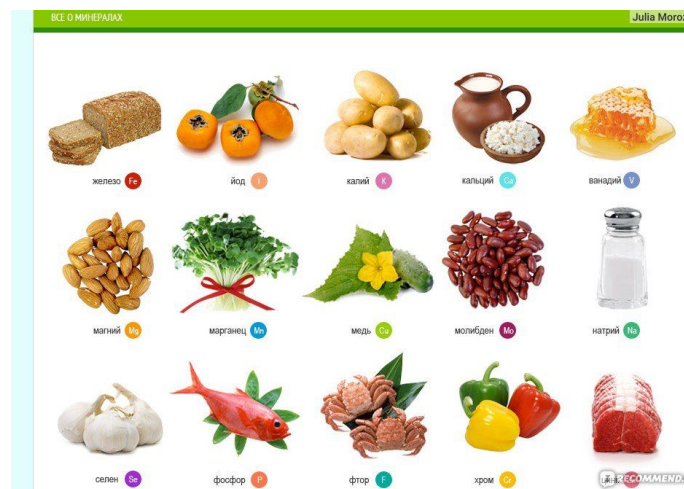 ВСЕ О МИНЕРАЛАХ
Julia Moroz
железо Fe
йод I
калий K
кальций Ca
ванадий V
магний Mg
марганец Mn
медь Cu
молибден Mo
натрий Na
селен Se
фосфор P
фтор F
хром Cr
RECOMMEND.